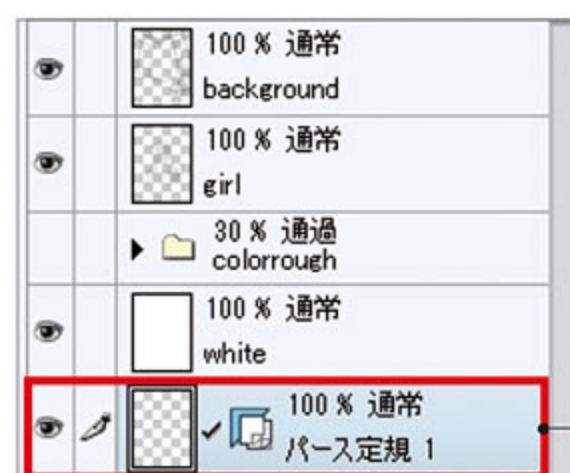 100 % 通常
background
100 % 通常
girl
30 % 通過
colorrough
100 % 通常
white
100 % 通常
パース定規 1